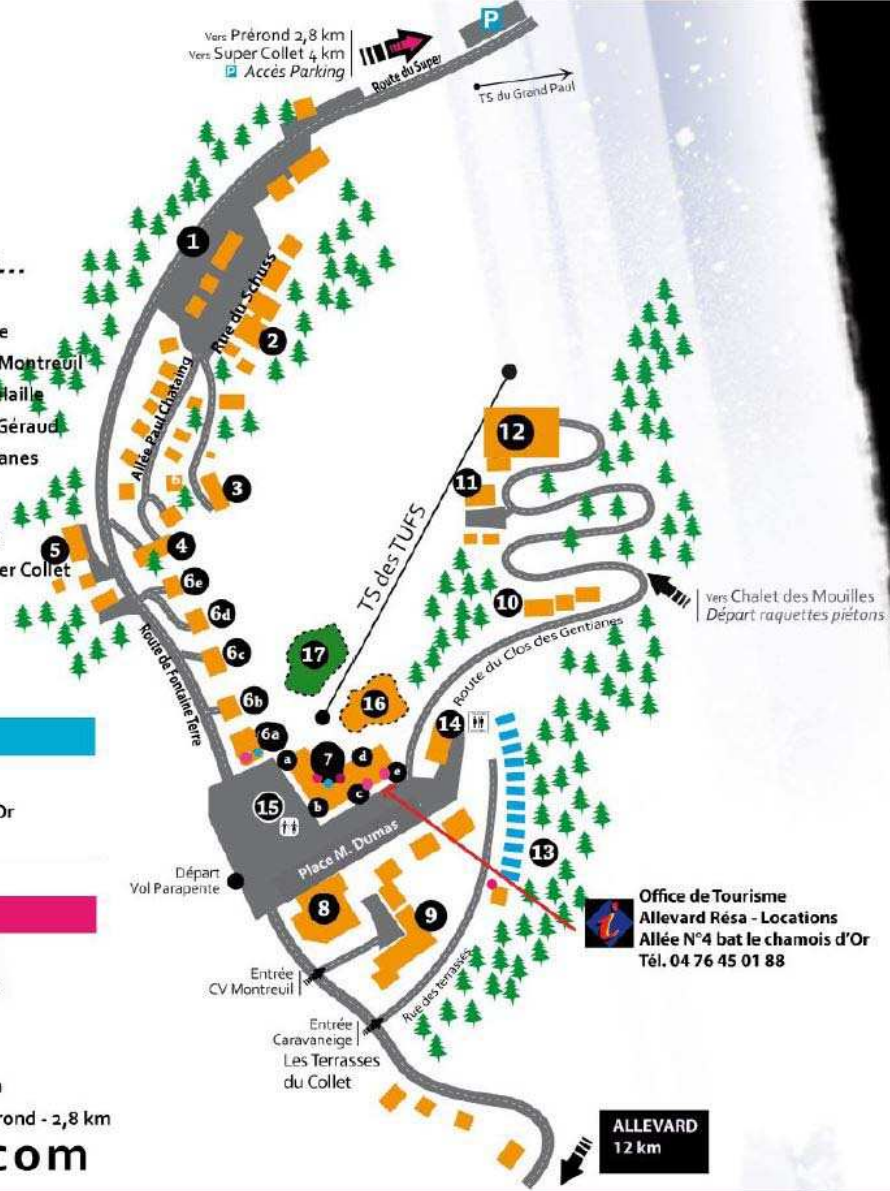 Vers Prérond 2,8 km
Vers Super Collet 4 km
P Accès Parking
P
Route du Super
TS du Grand Paul
1
...
Rue du Schuss
2
Montreuil
Géraud
Allée Paul Chataing
12
11
3
TS des TUFS
5
4
er Collet
6e
10
Vers Chalet des Mouilles
Départ raquettes piétons
6d
Route du Clos des Gentianes
17
6c
Route de Fontaine Terre
16
6b
14
6a
a
7
d
e
15
b
c
Place M. Dumas
Or
13
Départ
Vol Parapente
8
9
Office de Tourisme
Allevard Résa - Locations
Allée N°4 bat le chamois d'Or
Tél. 04 76 45 01 88
Entrée
CV Montreuil
Rue des terrasses
Entrée
Caravaneige
Les Terrasses
du Collet
rond - 2,8 km
com
ALLEVARD
12 km